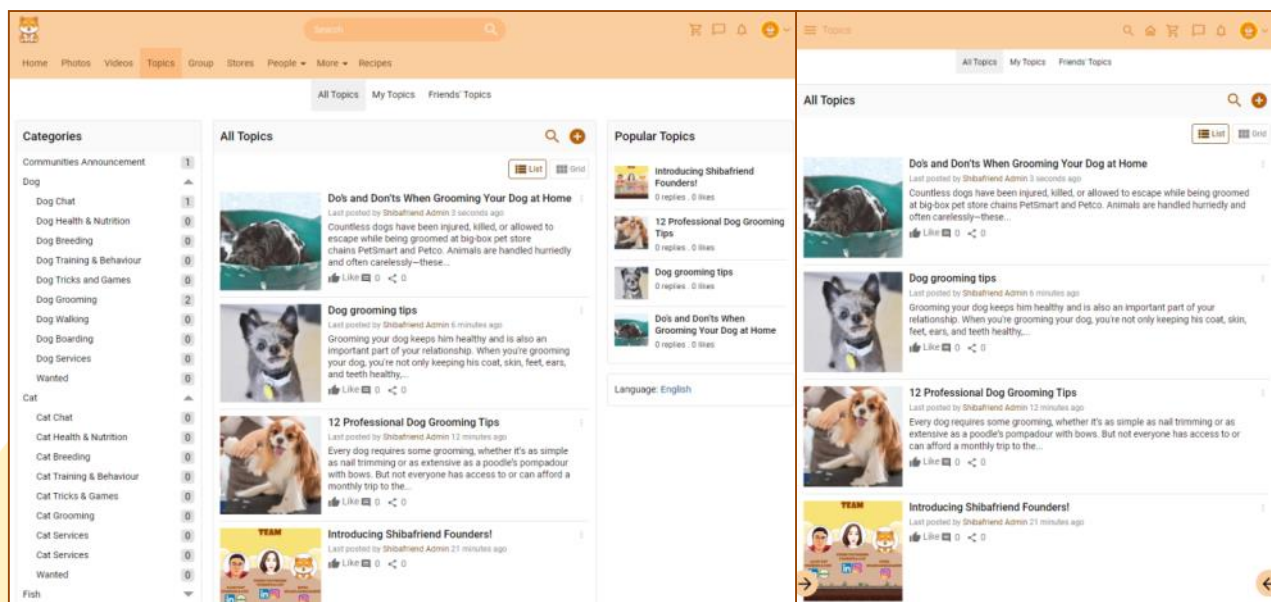 Search
Home Photos Videos Topics Group Stores People More Recipes
All Topics My Topics Friends' Topics
Categories
Communities Announcement 1
Dog
Dog Chat 1
Dog Health & Nutrition 0
Dog Breeding 0
Dog Training & Behaviour 0
Dog Tricks and Games 0
Dog Grooming 2
Dog Walking 0
Dog Boarding 0
Dog Services 0
Wanted 0
Cat
Cat Chat 0
Cat Health & Nutrition 0
Cat Breeding 0
Cat Training & Behaviour 0
Cat Tricks & Games 0
Cat Grooming 0
Cat Services 0
Cat Services 0
Wanted 0
Fish
All Topics
List Grid
Do's and Don'ts When Grooming Your Dog at Home
Last posted by Shibafriend Admin 3 seconds ago
Countless dogs have been injured, killed, or allowed to
escape while being groomed at big-box pet store
chains PetSmart and Petco. Animals are handled hurriedly
and often carelessly—these...
Like 0 0
Dog grooming tips
Last posted by Shibafriend Admin 6 minutes ago
Grooming your dog keeps him healthy and is also an
important part of your relationship. When you're grooming
your dog, you're not only keeping his coat, skin, feet, ears,
and teeth healthy,...
Like 0 0
12 Professional Dog Grooming Tips
Last posted by Shibafriend Admin 12 minutes ago
Every dog requires some grooming, whether it's as simple
as nail trimming or as extensive as a poodle's pompadour
with bows. But not everyone has access to or can afford a
monthly trip to the...
Like 0 0
TEAM
Introducing Shibafriend Founders!
Last posted by Shibafriend Admin 21 minutes ago
Like 0 0
Popular Topics
Introducing Shibafriend
Founders!
0 replies . 0 likes
12 Professional Dog Grooming
Tips
0 replies . 0 likes
Dog grooming tips
0 replies . 0 likes
Do's and Don'ts When
Grooming Your Dog at Home
0 replies . 0 likes
Language: English
Topics
All Topics My Topics Friends' Topics
All Topics
List Grid
Do's and Don'ts When Grooming Your Dog at Home
Last posted by Shibafriend Admin 3 seconds ago
Countless dogs have been injured, killed, or allowed to escape while being groomed
at big-box pet store chains PetSmart and Petco. Animals are handled hurriedly and
often carelessly—these...
Like 0 0
Dog grooming tips
Last posted by Shibafriend Admin 6 minutes ago
Grooming your dog keeps him healthy and is also an important part of your
relationship. When you're grooming your dog, you're not only keeping his coat, skin,
feet, ears, and teeth healthy,...
Like 0 0
12 Professional Dog Grooming Tips
Last posted by Shibafriend Admin 12 minutes ago
Every dog requires some grooming, whether it's as simple as nail trimming or as
extensive as a poodle's pompadour with bows. But not everyone has access to or
can afford a monthly trip to the...
Like 0 0
TEAM
Introducing Shibafriend Founders!
Last posted by Shibafriend Admin 21 minutes ago
Like 0 0